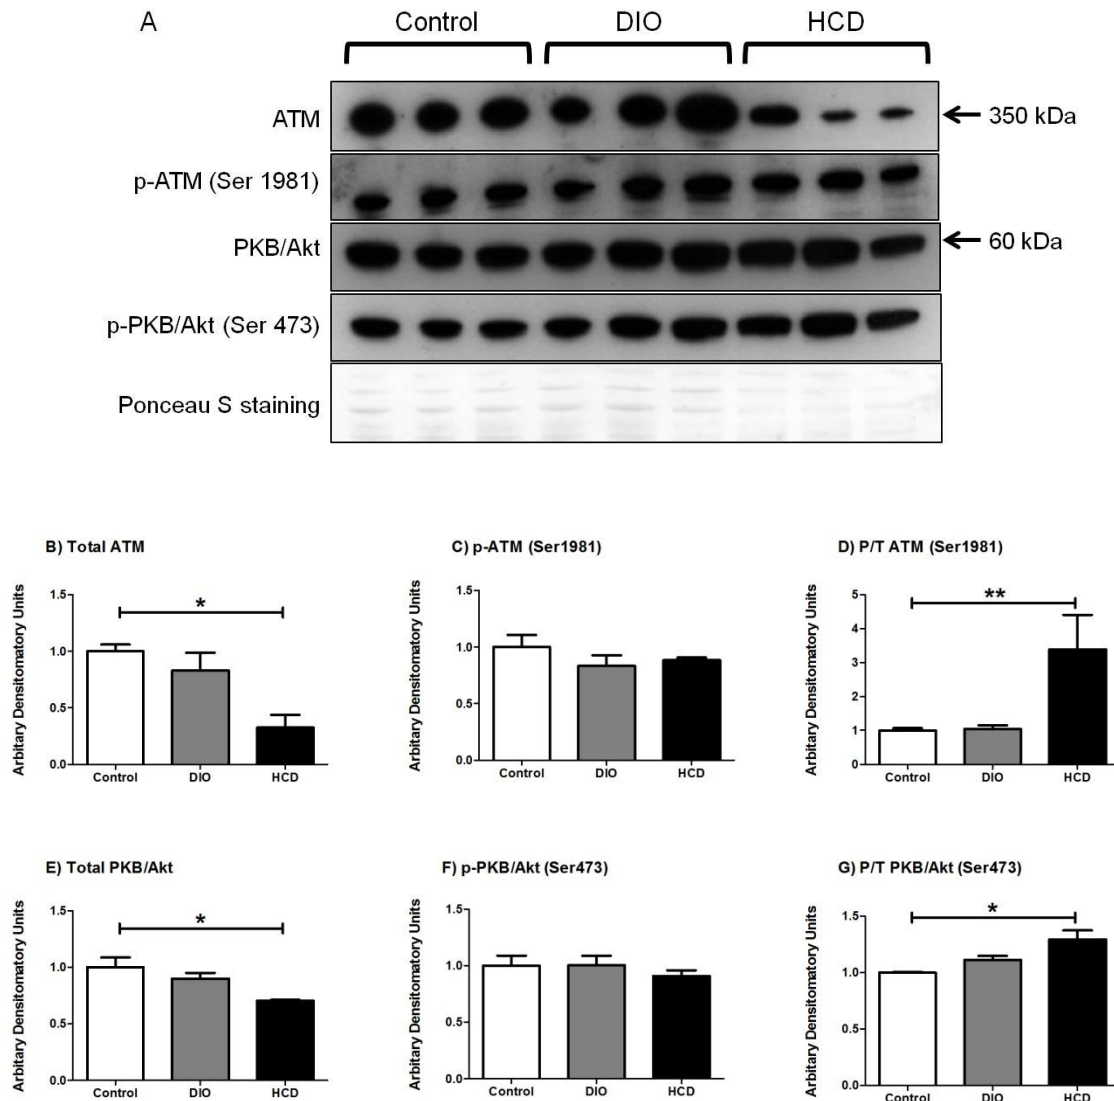 A
Control DIO HCD
ATM
350 kDa
p-ATM (Ser 1981)
PKB/Akt
60 kDa
p-PKB/Akt (Ser 473)
Ponceau S staining
B) Total ATM
Arbitary Densitomatory Units
1.5
1.0
0.5
0.0
*
Control DIO HCD
C) p-ATM (Ser1981)
Arbitary Densitomatory Units
1.5
1.0
0.5
0.0
Control DIO HCD
D) P/T ATM (Ser1981)
Arbitary Densitomatory Units
5
4
3
2
1
0
**
Control DIO HCD
E) Total PKB/Akt
Arbitary Densitomatory Units
1.5
1.0
0.5
0.0
*
Control DIO HCD
F) p-PKB/Akt (Ser473)
Arbitary Densitomatory Units
1.5
1.0
0.5
0.0
Control DIO HCD
G) P/T PKB/Akt (Ser473)
Arbitary Densitomatory Units
1.5
1.0
0.5
0.0
*
Control DIO HCD